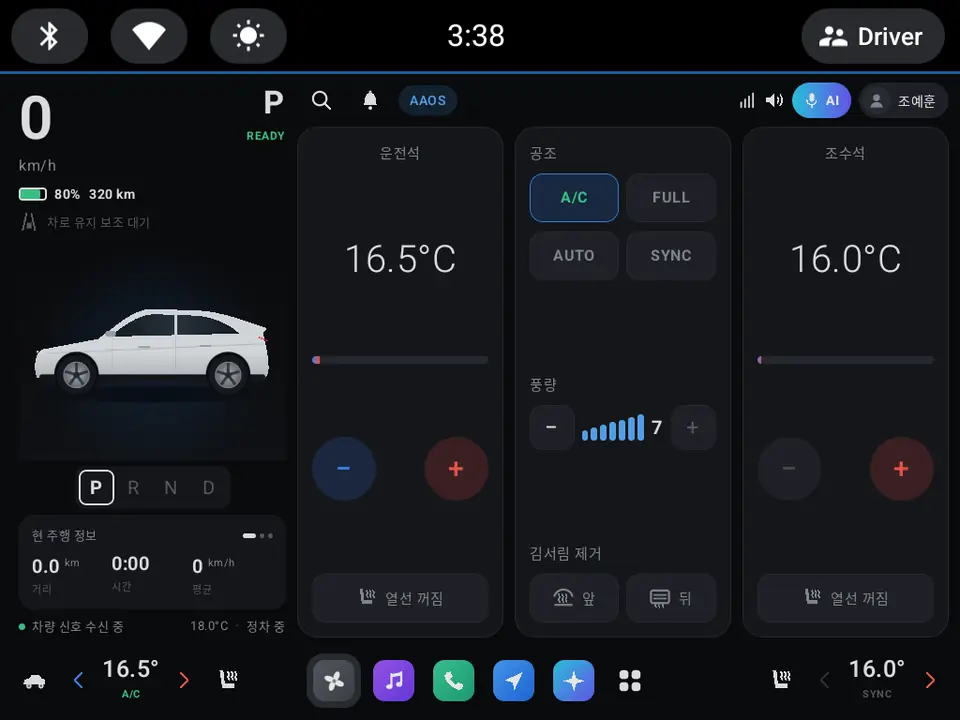 3:38
Driver
0
P
READY
km/h
80% 320 km
차로 유지 보조 대기
P R N D
현 주행 정보
0.0 km 0:00 0 km/h
거리 시간 평균
차량 신호 수신 중 18.0°C · 정차 중
AAOS
AI
조예훈
운전석
16.5°C
−
+
열선 꺼짐
공조
A/C FULL
AUTO SYNC
풍량
− 7 +
김서림 제거
앞 뒤
조수석
16.0°C
−
+
열선 꺼짐
16.5°
A/C
16.0°
SYNC